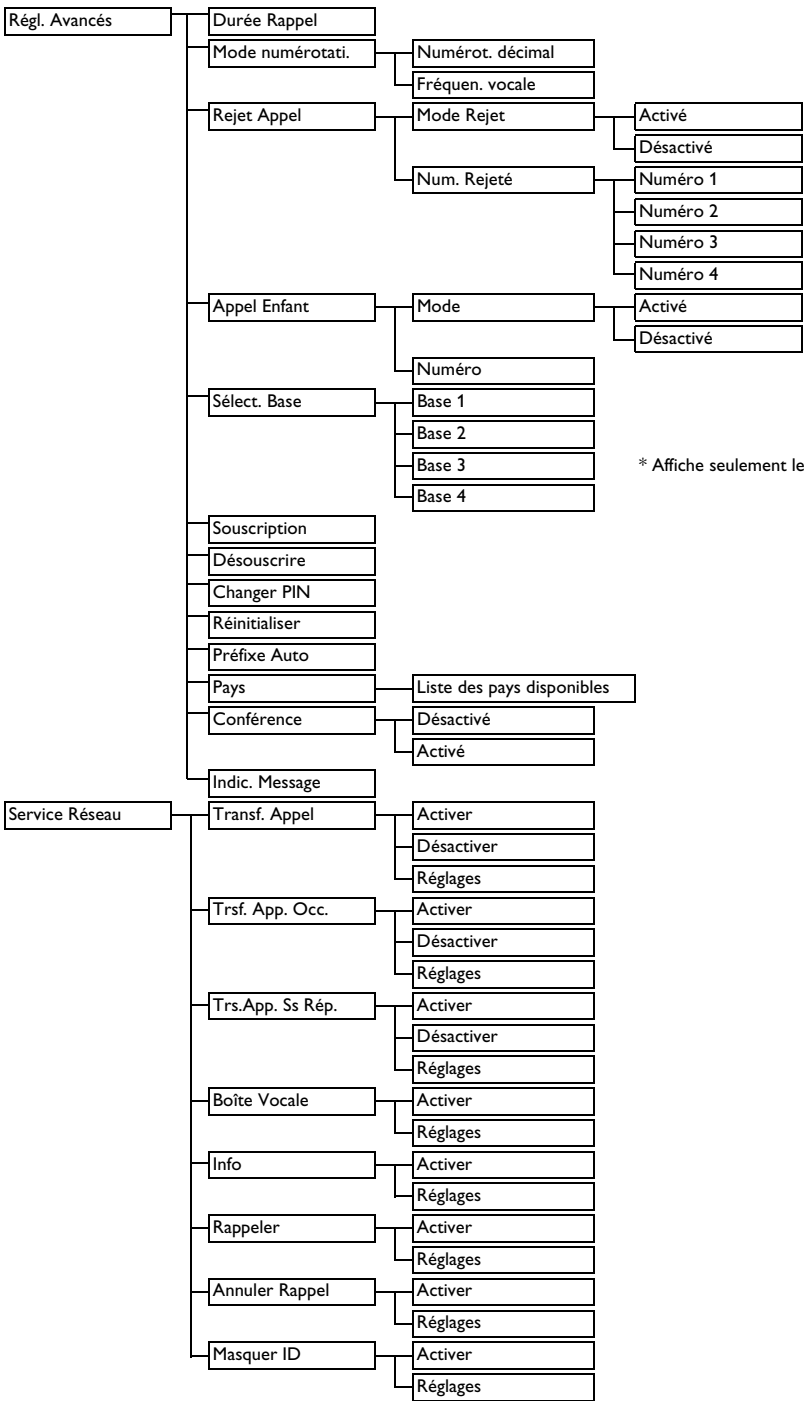 Régl. Avancés Durée Rappel
Mode numérotati. Numérot. décimal
Fréquen. vocale
Rejet Appel Mode Rejet Activé
Désactivé
Num. Rejeté Numéro 1
Numéro 2
Numéro 3
Numéro 4
Appel Enfant Mode Activé
Désactivé
Numéro
Sélect. Base Base 1
Base 2
Base 3 * Affiche seulement le
Base 4
Souscription
Désouscrire
Changer PIN
Réinitialiser
Préfixe Auto
Pays Liste des pays disponibles
Conférence Désactivé
Activé
Indic. Message
Service Réseau Transf. Appel Activer
Désactiver
Réglages
Trsf. App. Occ. Activer
Désactiver
Réglages
Trs.App. Ss Rép. Activer
Désactiver
Réglages
Boîte Vocale Activer
Réglages
Info Activer
Réglages
Rappeler Activer
Réglages
Annuler Rappel Activer
Réglages
Masquer ID Activer
Réglages